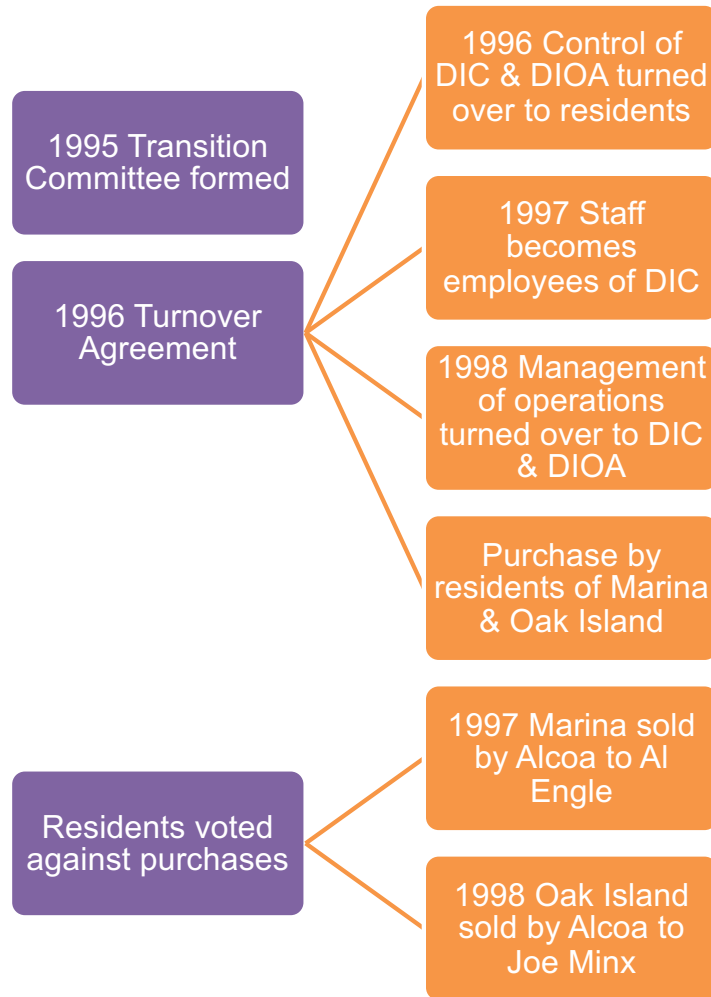 1995 Transition
Committee formed
1996 Turnover
Agreement
1996 Control of
DIC & DIOA turned
over to residents
1997 Staff
becomes
employees of DIC
1998 Management
of operations
turned over to DIC
& DIOA
Purchase by
residents of Marina
& Oak Island
Residents voted
against purchases
1997 Marina sold
by Alcoa to Al
Engle
1998 Oak Island
sold by Alcoa to
Joe Minx